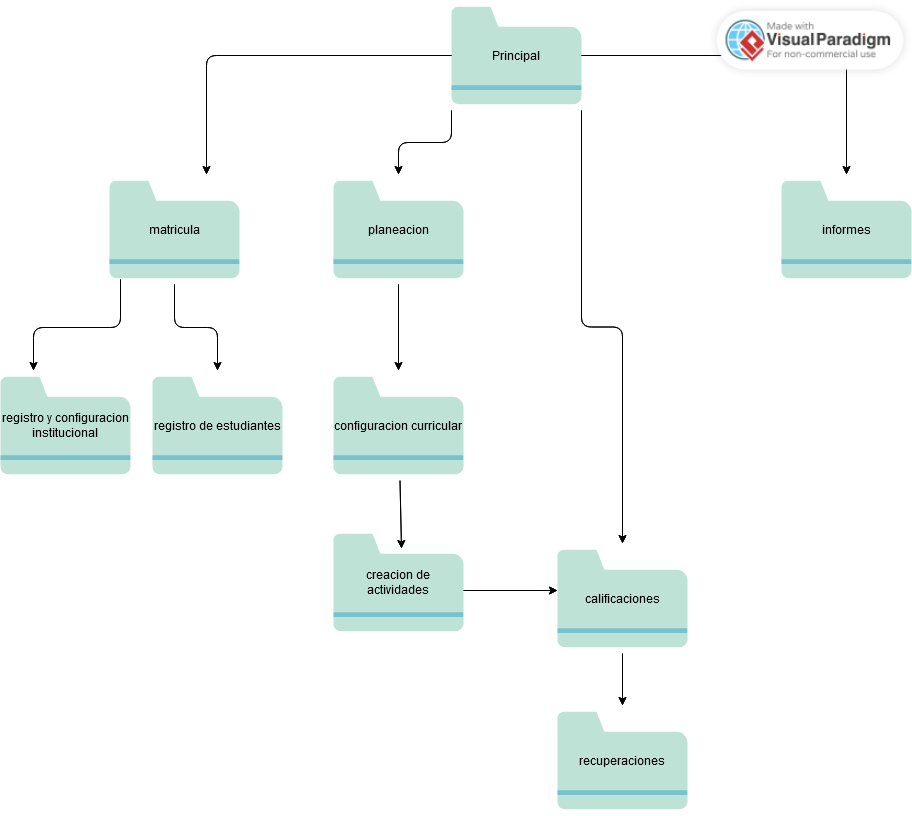 Made with
Visual Paradigm
For non-commercial use
Principal
matricula
planeacion
informes
registro y configuracion
institucional
registro de estudiantes
configuracion curricular
creacion de
actividades
calificaciones
recuperaciones